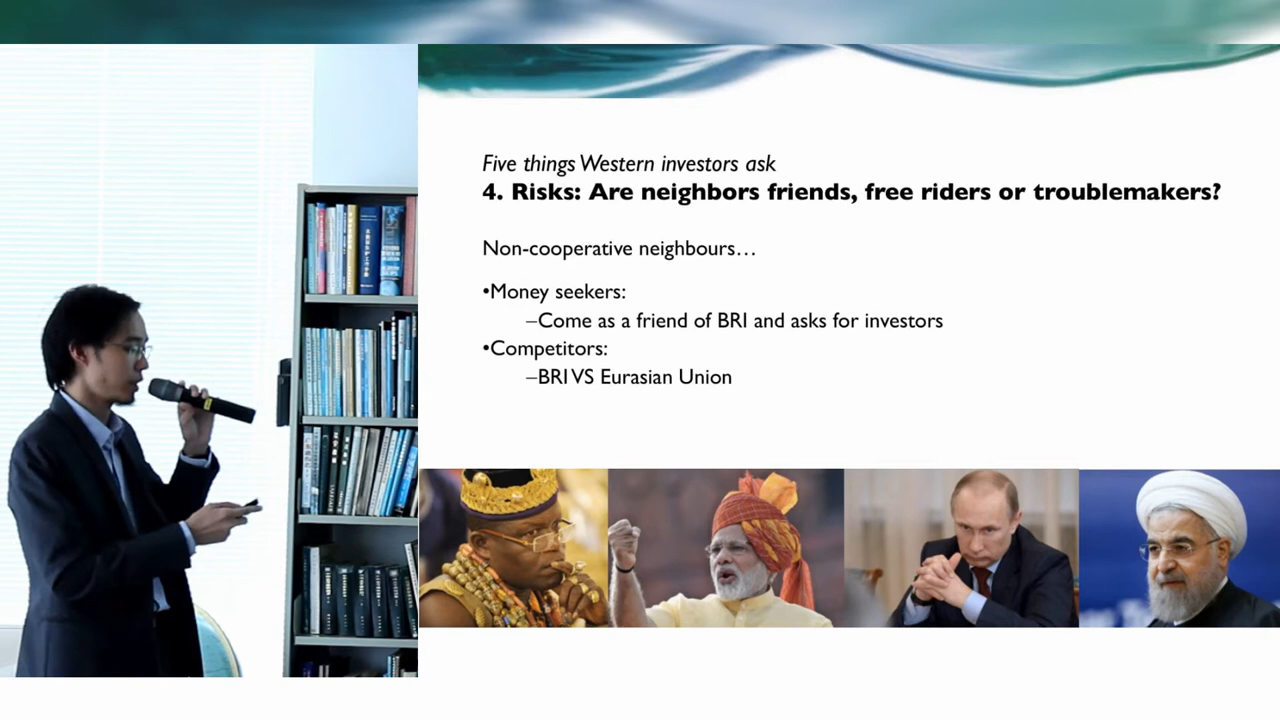 Five things Western investors ask
4. Risks: Are neighbors friends, free riders or troublemakers?
Non-cooperative neighbours…
•Money seekers:
–Come as a friend of BRI and asks for investors
•Competitors:
–BRI VS Eurasian Union